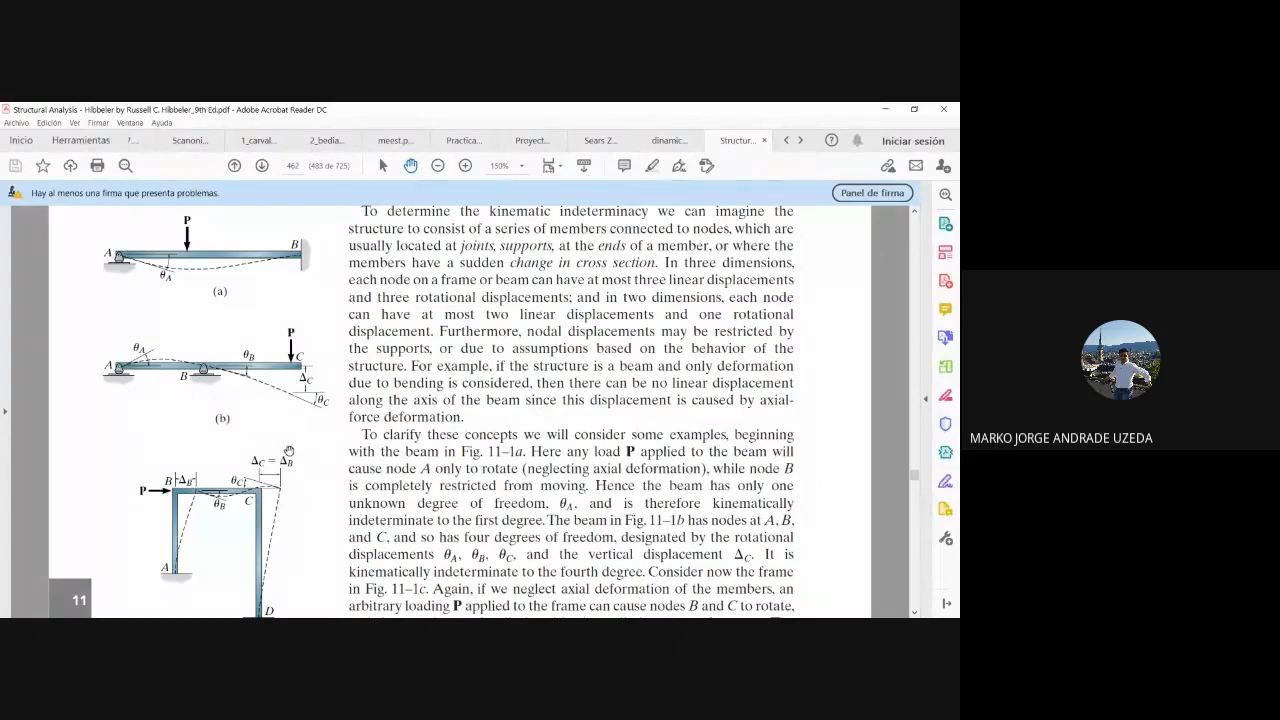 Structural Analysis - Hibbeler by Russell C. Hibbeler_9th Ed.pdf - Adobe Acrobat Reader DC
Archivo Edición Ver Firmar Ventana Ayuda
Inicio Herramientas 7... 5canoni... 1_carval... 2_bedia... meest.p... Practica... Proyect... Sears Z... dinamic... Structur... × Iniciar sesión
462 (483 de 725) 150%
Hay al menos una firma que presenta problemas. Panel de firma
To determine the kinematic indeterminacy we can imagine the
structure to consist of a series of members connected to nodes, which are
usually located at joints, supports, at the ends of a member, or where the
members have a sudden change in cross section. In three dimensions,
each node on a frame or beam can have at most three linear displacements
and three rotational displacements; and in two dimensions, each node
can have at most two linear displacements and one rotational
displacement. Furthermore, nodal displacements may be restricted by
the supports, or due to assumptions based on the behavior of the
structure. For example, if the structure is a beam and only deformation
due to bending is considered, then there can be no linear displacement
along the axis of the beam since this displacement is caused by axial-
force deformation.
To clarify these concepts we will consider some examples, beginning
with the beam in Fig. 11–1a. Here any load P applied to the beam will
cause node A only to rotate (neglecting axial deformation), while node B
is completely restricted from moving. Hence the beam has only one
unknown degree of freedom, θA, and is therefore kinematically
indeterminate to the first degree. The beam in Fig. 11–1b has nodes at A, B,
and C, and so has four degrees of freedom, designated by the rotational
displacements θA, θB, θC, and the vertical displacement ΔC. It is
kinematically indeterminate to the fourth degree. Consider now the frame
in Fig. 11–1c. Again, if we neglect axial deformation of the members, an
arbitrary loading P applied to the frame can cause nodes B and C to rotate,
P
A B
θA
(a)
P
θA θB C
A B ΔC
θC
(b)
ΔC = ΔB
B ΔB θC
P θB C
A
D
11
MARKO JORGE ANDRADE UZEDA